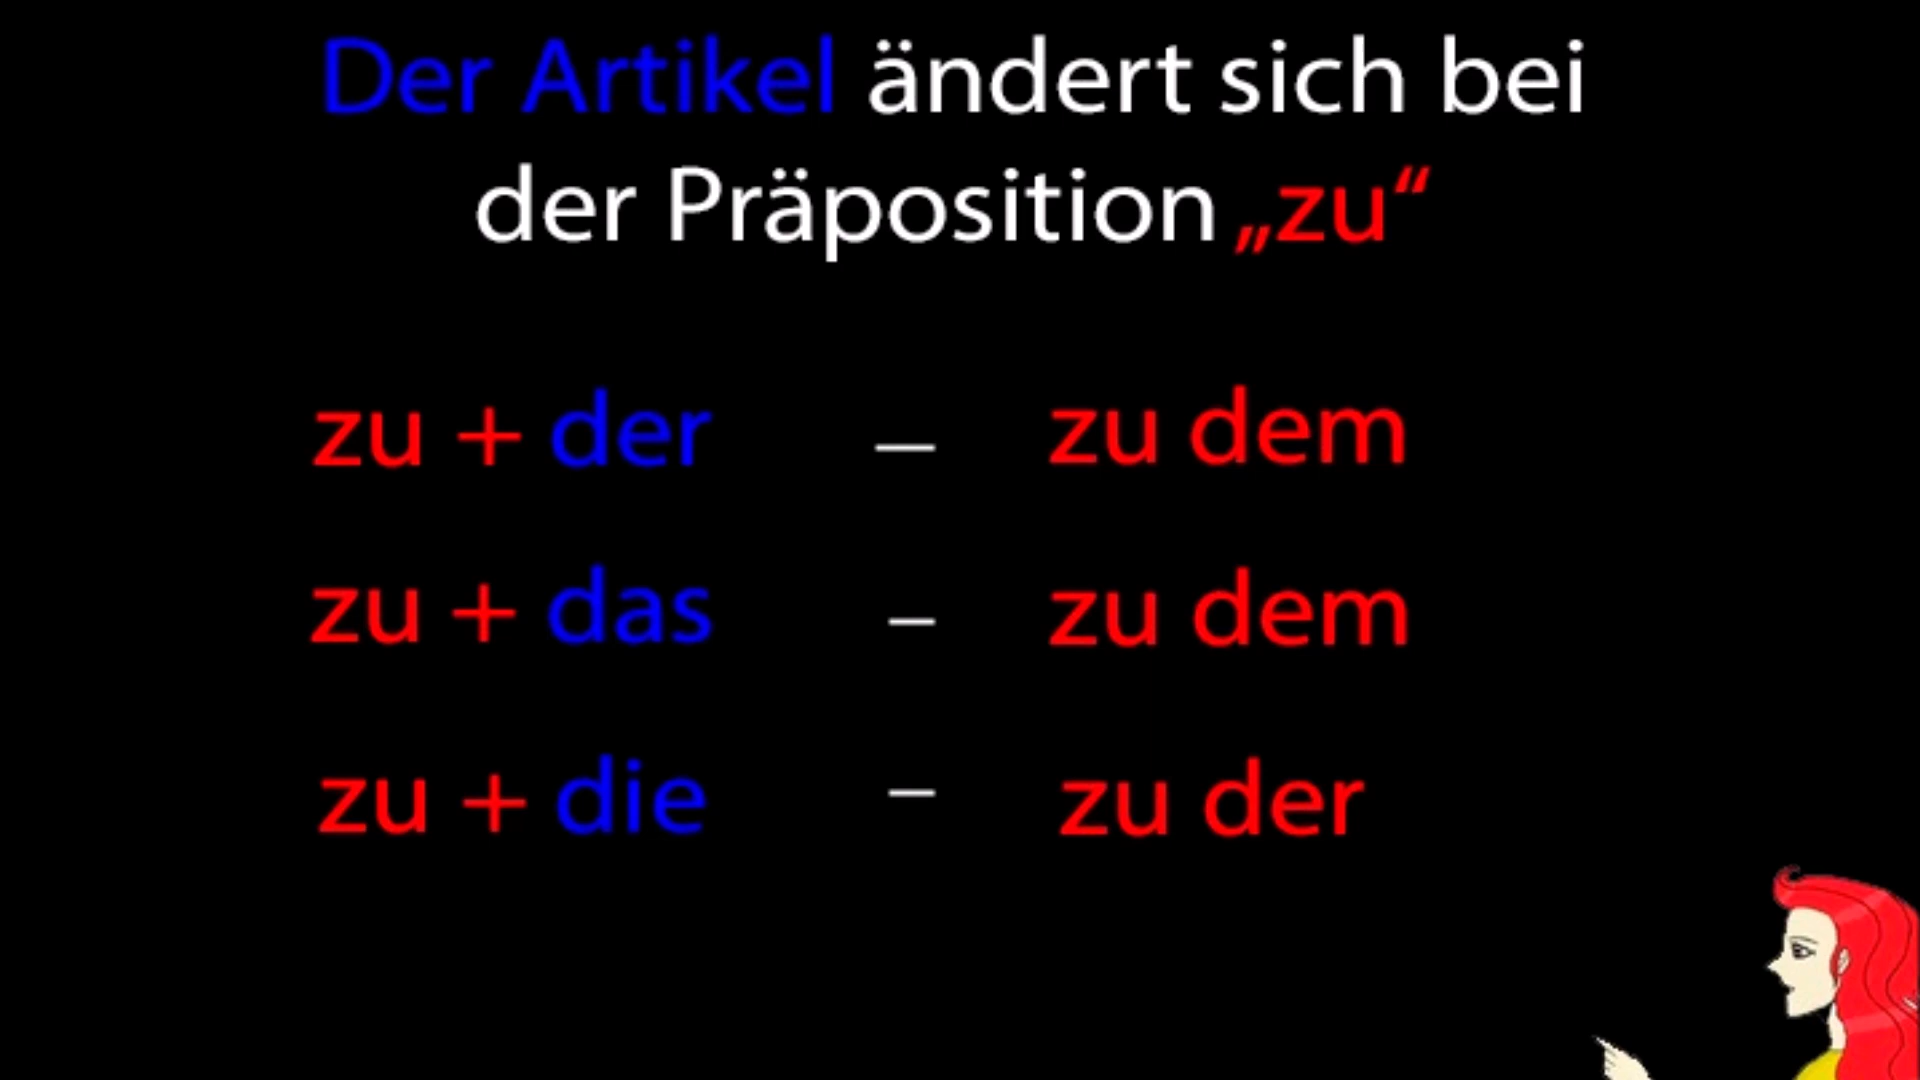 Der Artikel ändert sich bei
der Präposition „zu“
zu + der – zu dem
zu + das – zu dem
zu + die – zu der